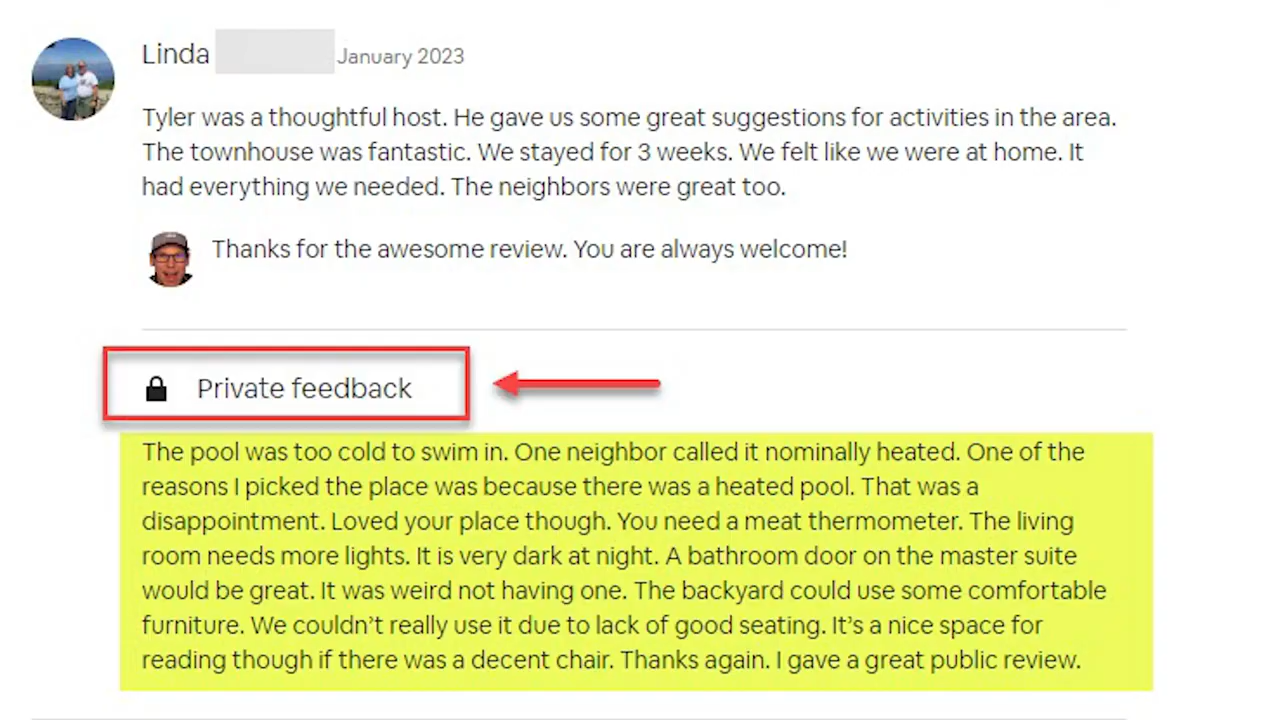 Linda January 2023
Tyler was a thoughtful host. He gave us some great suggestions for activities in the area.
The townhouse was fantastic. We stayed for 3 weeks. We felt like we were at home. It
had everything we needed. The neighbors were great too.
Thanks for the awesome review. You are always welcome!
Private feedback
The pool was too cold to swim in. One neighbor called it nominally heated. One of the
reasons I picked the place was because there was a heated pool. That was a
disappointment. Loved your place though. You need a meat thermometer. The living
room needs more lights. It is very dark at night. A bathroom door on the master suite
would be great. It was weird not having one. The backyard could use some comfortable
furniture. We couldn’t really use it due to lack of good seating. It’s a nice space for
reading though if there was a decent chair. Thanks again. I gave a great public review.